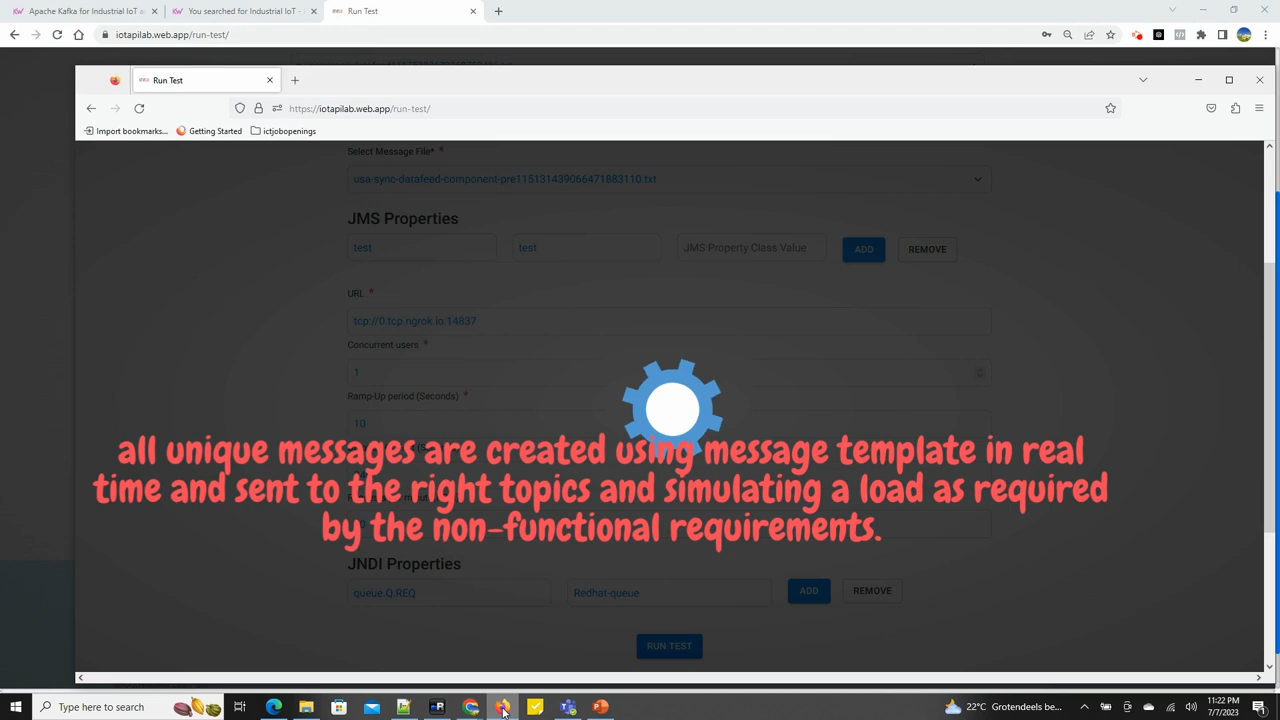 Apache Kafka for Industrial IoT a
You searched for Industrial IoT -
Run Test
iotapilab.web.app/run-test/
Run Test
https://iotapilab.web.app/run-test/
Import bookmarks...
Getting Started
ictjobopenings
Select Message File* *
usa-sync-datafeed-component-pre115131439066471883110.txt
JMS Properties
test
test
JMS Property Class Value
ADD
REMOVE
URL *
tcp://0.tcp.ngrok.io:14837
Concurrent users *
1
Ramp-Up period (Seconds) *
10
all unique messages are created using message template in real
time and sent to the right topics and simulating a load as required
by the non-functional requirements.
JNDI Properties
queue.Q.REQ
Redhat-queue
ADD
REMOVE
RUN TEST
Type here to search
22°C Grotendeels be...
11:22 PM
7/7/2023